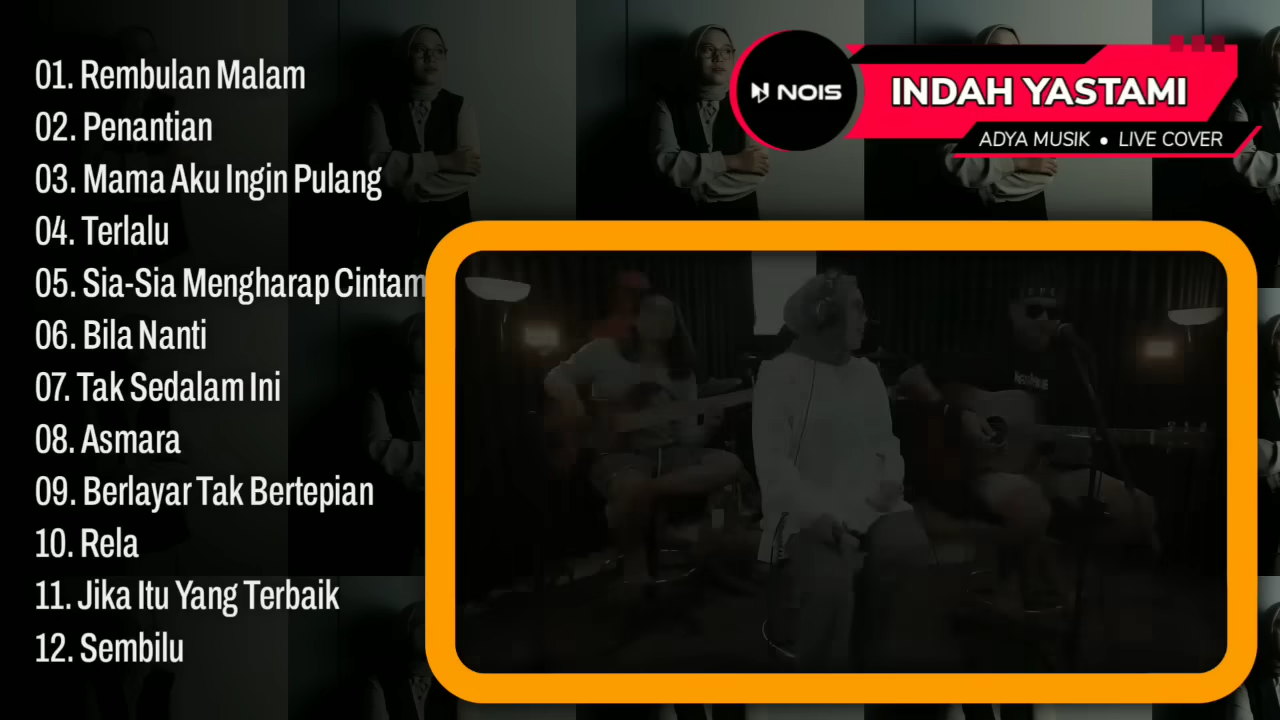 01. Rembulan Malam
02. Penantian
03. Mama Aku Ingin Pulang
04. Terlalu
05. Sia-Sia Mengharap Cintam
06. Bila Nanti
07. Tak Sedalam Ini
08. Asmara
09. Berlayar Tak Bertepian
10. Rela
11. Jika Itu Yang Terbaik
12. Sembilu
NOIS
INDAH YASTAMI
ADYA MUSIK • LIVE COVER